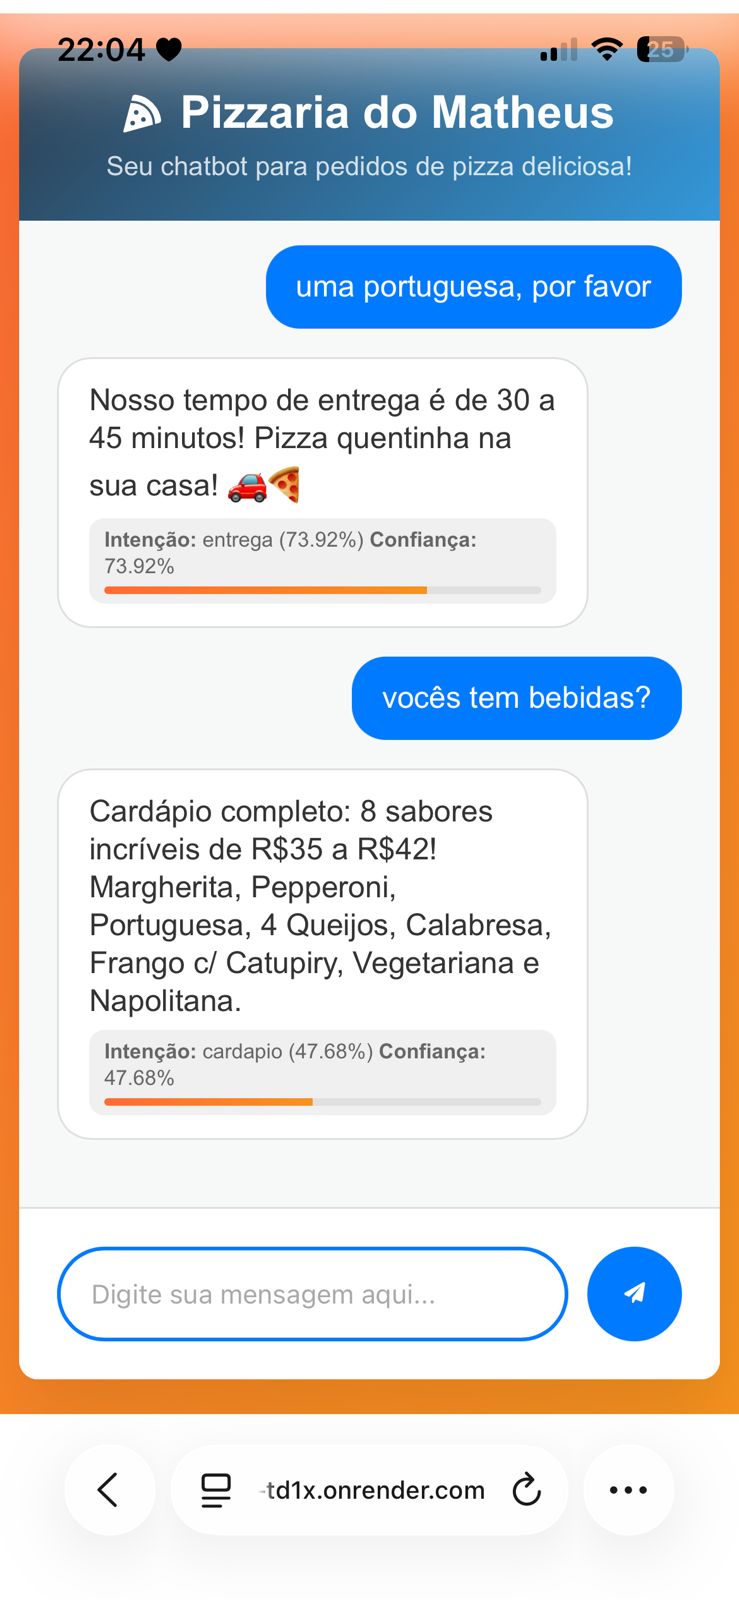 22:04
25
Pizzaria do Matheus
Seu chatbot para pedidos de pizza deliciosa!
uma portuguesa, por favor
Nosso tempo de entrega é de 30 a
45 minutos! Pizza quentinha na
sua casa! 🚗🍕
Intenção: entrega (73.92%) Confiança:
73.92%
vocês tem bebidas?
Cardápio completo: 8 sabores
incríveis de R$35 a R$42!
Margherita, Pepperoni,
Portuguesa, 4 Queijos, Calabresa,
Frango c/ Catupiry, Vegetariana e
Napolitana.
Intenção: cardapio (47.68%) Confiança:
47.68%
Digite sua mensagem aqui...
-td1x.onrender.com